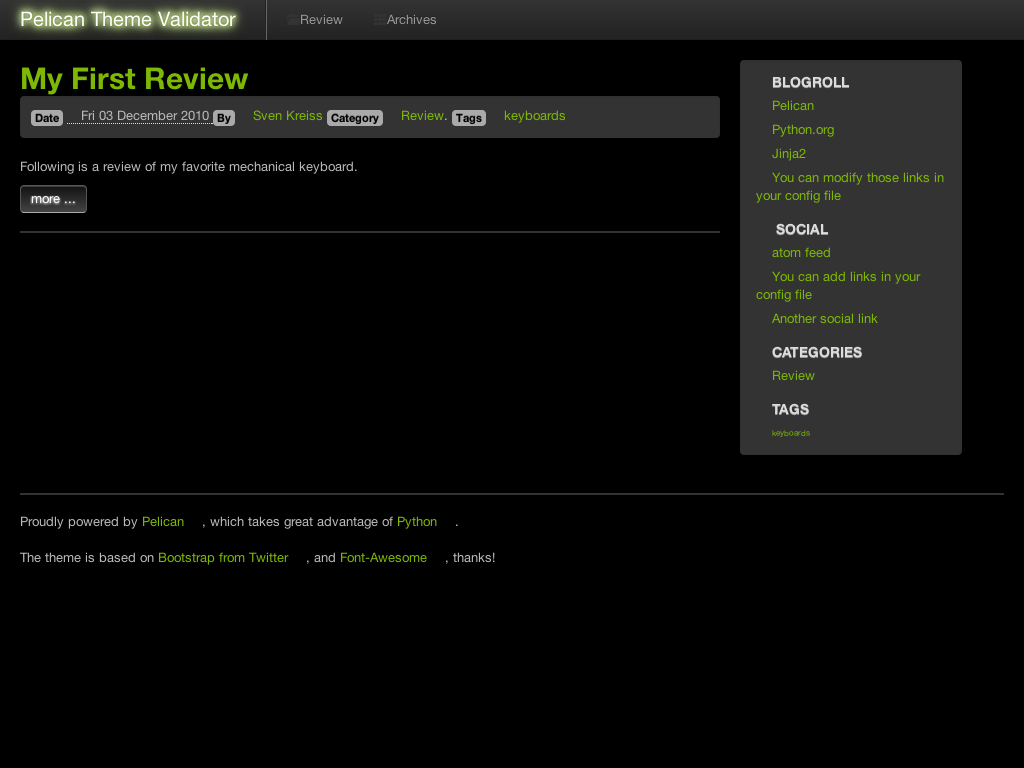 Pelican Theme Validator
Review
Archives
My First Review
Date Fri 03 December 2010 By Sven Kreiss Category Review. Tags keyboards
Following is a review of my favorite mechanical keyboard.
more ...
BLOGROLL
Pelican
Python.org
Jinja2
You can modify those links in
your config file
SOCIAL
atom feed
You can add links in your
config file
Another social link
CATEGORIES
Review
TAGS
keyboards
Proudly powered by Pelican , which takes great advantage of Python .
The theme is based on Bootstrap from Twitter , and Font-Awesome , thanks!